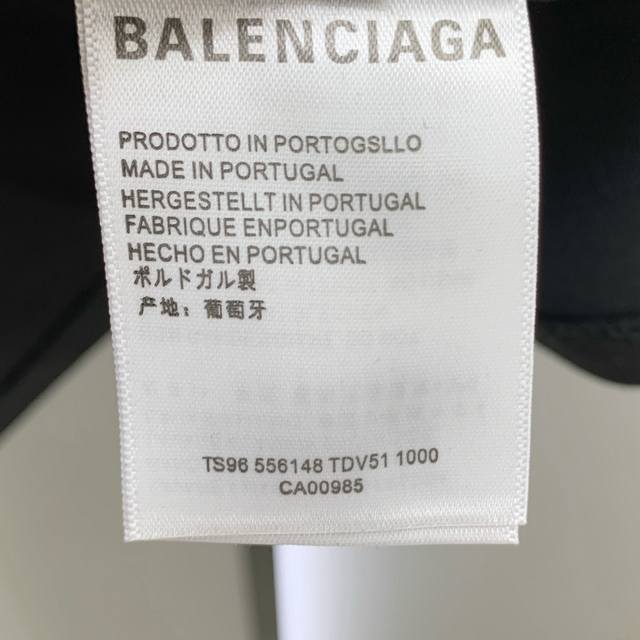 BALENCIAGA
PRODOTTO IN PORTOGSLLO
MADE IN PORTUGAL
HERGESTELLT IN PORTUGAL
FABRIQUE ENPORTUGAL
HECHO EN PORTUGAL
ポルドガル製
产地：葡萄牙
TS96 556148 TDV51 1000
CA00985